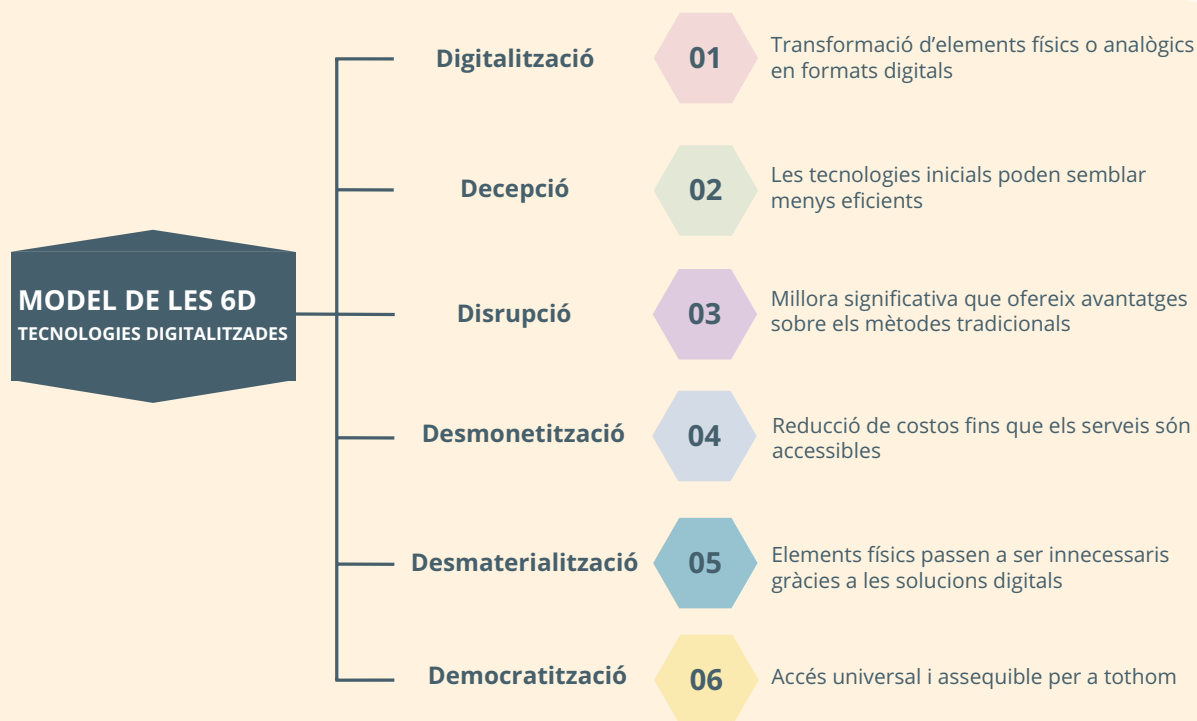 MODEL DE LES 6D
TECNOLOGIES DIGITALITZADES
Digitalització
01
Transformació d’elements físics o analògics
en formats digitals
Decepció
02
Les tecnologies inicials poden semblar
menys eficients
Disrupció
03
Millora significativa que ofereix avantatges
sobre els mètodes tradicionals
Desmonetització
04
Reducció de costos fins que els serveis són
accessibles
Desmaterialització
05
Elements físics passen a ser innecessaris
gràcies a les solucions digitals
Democratització
06
Accés universal i assequible per a tothom